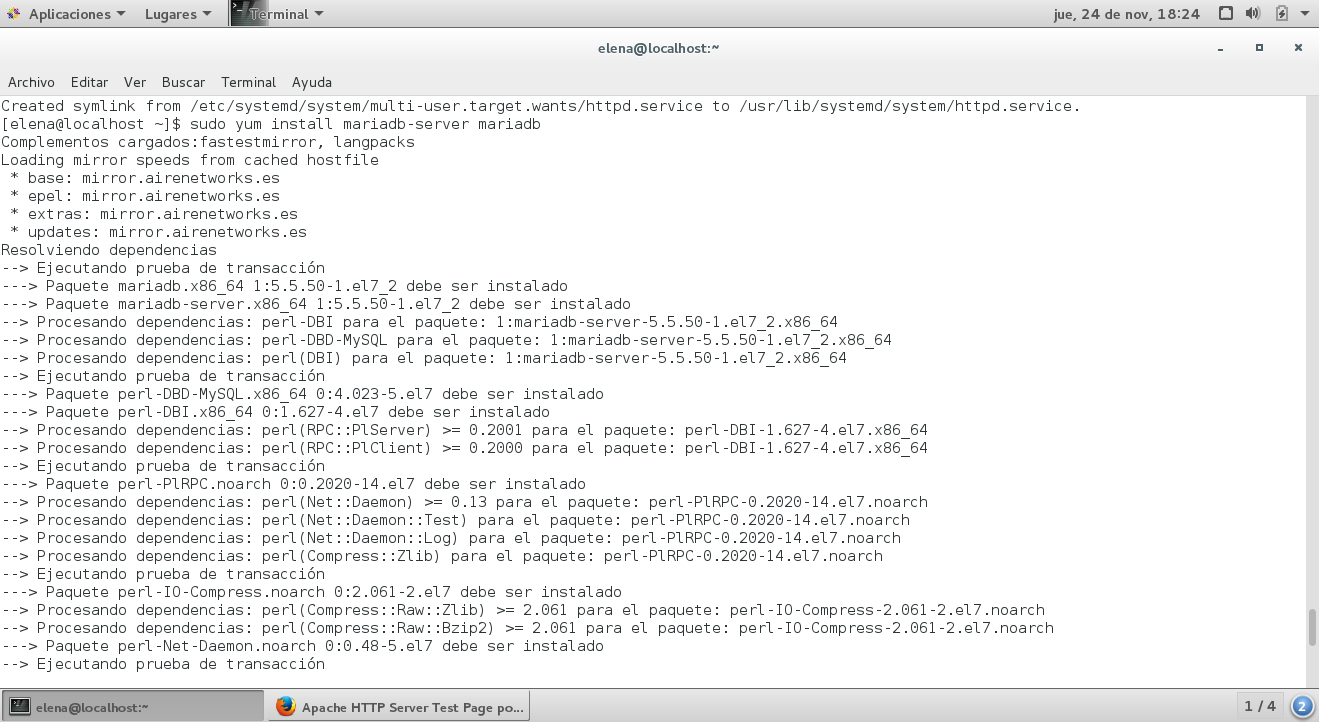 Aplicaciones Lugares Terminal jue, 24 de nov, 18:24
elena@localhost:~
Archivo Editar Ver Buscar Terminal Ayuda
Created symlink from /etc/systemd/system/multi-user.target.wants/httpd.service to /usr/lib/systemd/system/httpd.service.
[elena@localhost ~]$ sudo yum install mariadb-server mariadb
Complementos cargados:fastestmirror, langpacks
Loading mirror speeds from cached hostfile
 * base: mirror.airenetworks.es
 * epel: mirror.airenetworks.es
 * extras: mirror.airenetworks.es
 * updates: mirror.airenetworks.es
Resolviendo dependencias
--> Ejecutando prueba de transacción
---> Paquete mariadb.x86_64 1:5.5.50-1.el7_2 debe ser instalado
---> Paquete mariadb-server.x86_64 1:5.5.50-1.el7_2 debe ser instalado
--> Procesando dependencias: perl-DBI para el paquete: 1:mariadb-server-5.5.50-1.el7_2.x86_64
--> Procesando dependencias: perl-DBD-MySQL para el paquete: 1:mariadb-server-5.5.50-1.el7_2.x86_64
--> Procesando dependencias: perl(DBI) para el paquete: 1:mariadb-server-5.5.50-1.el7_2.x86_64
--> Ejecutando prueba de transacción
---> Paquete perl-DBD-MySQL.x86_64 0:4.023-5.el7 debe ser instalado
---> Paquete perl-DBI.x86_64 0:1.627-4.el7 debe ser instalado
--> Procesando dependencias: perl(RPC::PlServer) >= 0.2001 para el paquete: perl-DBI-1.627-4.el7.x86_64
--> Procesando dependencias: perl(RPC::PlClient) >= 0.2000 para el paquete: perl-DBI-1.627-4.el7.x86_64
--> Ejecutando prueba de transacción
---> Paquete perl-PlRPC.noarch 0:0.2020-14.el7 debe ser instalado
--> Procesando dependencias: perl(Net::Daemon) >= 0.13 para el paquete: perl-PlRPC-0.2020-14.el7.noarch
--> Procesando dependencias: perl(Net::Daemon::Test) para el paquete: perl-PlRPC-0.2020-14.el7.noarch
--> Procesando dependencias: perl(Net::Daemon::Log) para el paquete: perl-PlRPC-0.2020-14.el7.noarch
--> Procesando dependencias: perl(Compress::Zlib) para el paquete: perl-PlRPC-0.2020-14.el7.noarch
--> Ejecutando prueba de transacción
---> Paquete perl-IO-Compress.noarch 0:2.061-2.el7 debe ser instalado
--> Procesando dependencias: perl(Compress::Raw::Zlib) >= 2.061 para el paquete: perl-IO-Compress-2.061-2.el7.noarch
--> Procesando dependencias: perl(Compress::Raw::Bzip2) >= 2.061 para el paquete: perl-IO-Compress-2.061-2.el7.noarch
---> Paquete perl-Net-Daemon.noarch 0:0.48-5.el7 debe ser instalado
--> Ejecutando prueba de transacción
elena@localhost:~ Apache HTTP Server Test Page po... 1 / 4 2